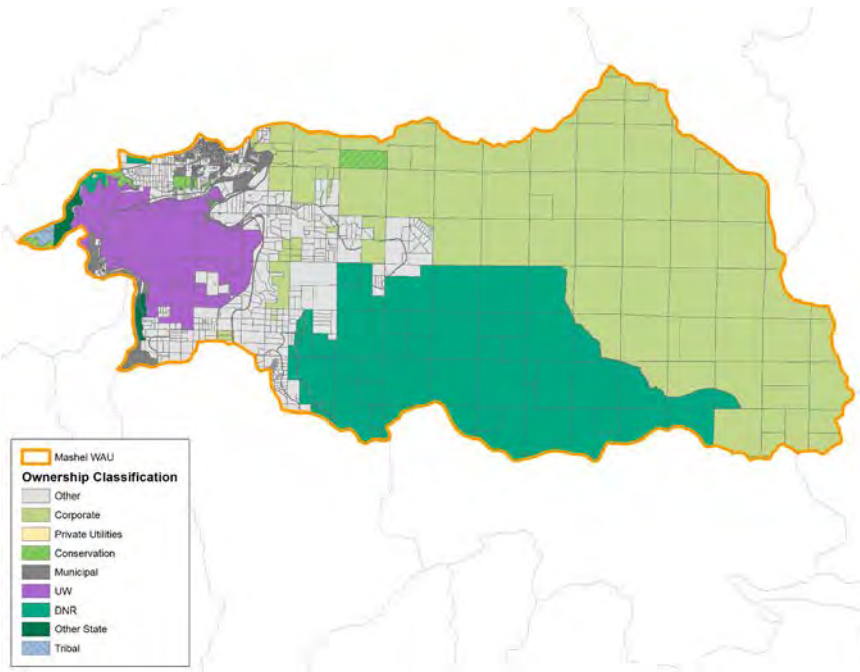 Mashel WAU
Ownership Classification
Other
Corporate
Private Utilities
Conservation
Municipal
UW
DNR
Other State
Tribal